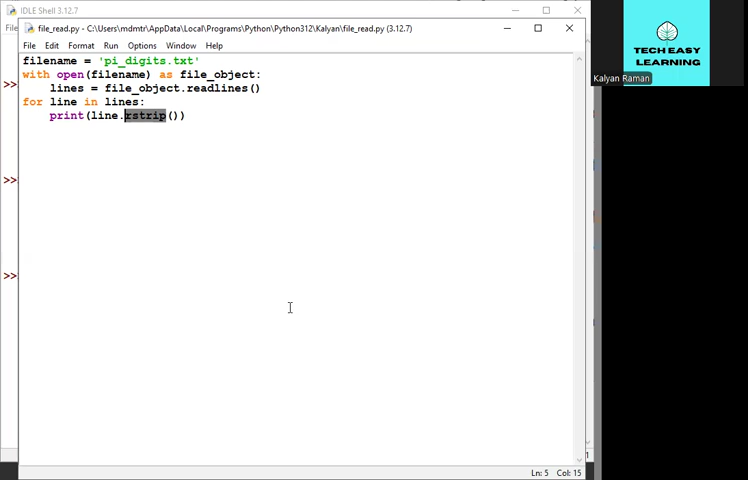 IDLE Shell 3.12.7
file_read.py - C:\Users\mdmtr\AppData\Local\Programs\Python\Python312\Kalyan\file_read.py (3.12.7)
File Edit Format Run Options Window Help
filename = 'pi_digits.txt'
with open(filename) as file_object:
    lines = file_object.readlines()
for line in lines:
    print(line.rstrip())
>>
>>
>>
Ln: 5 Col: 15
TECH EASY
LEARNING
Kalyan Raman